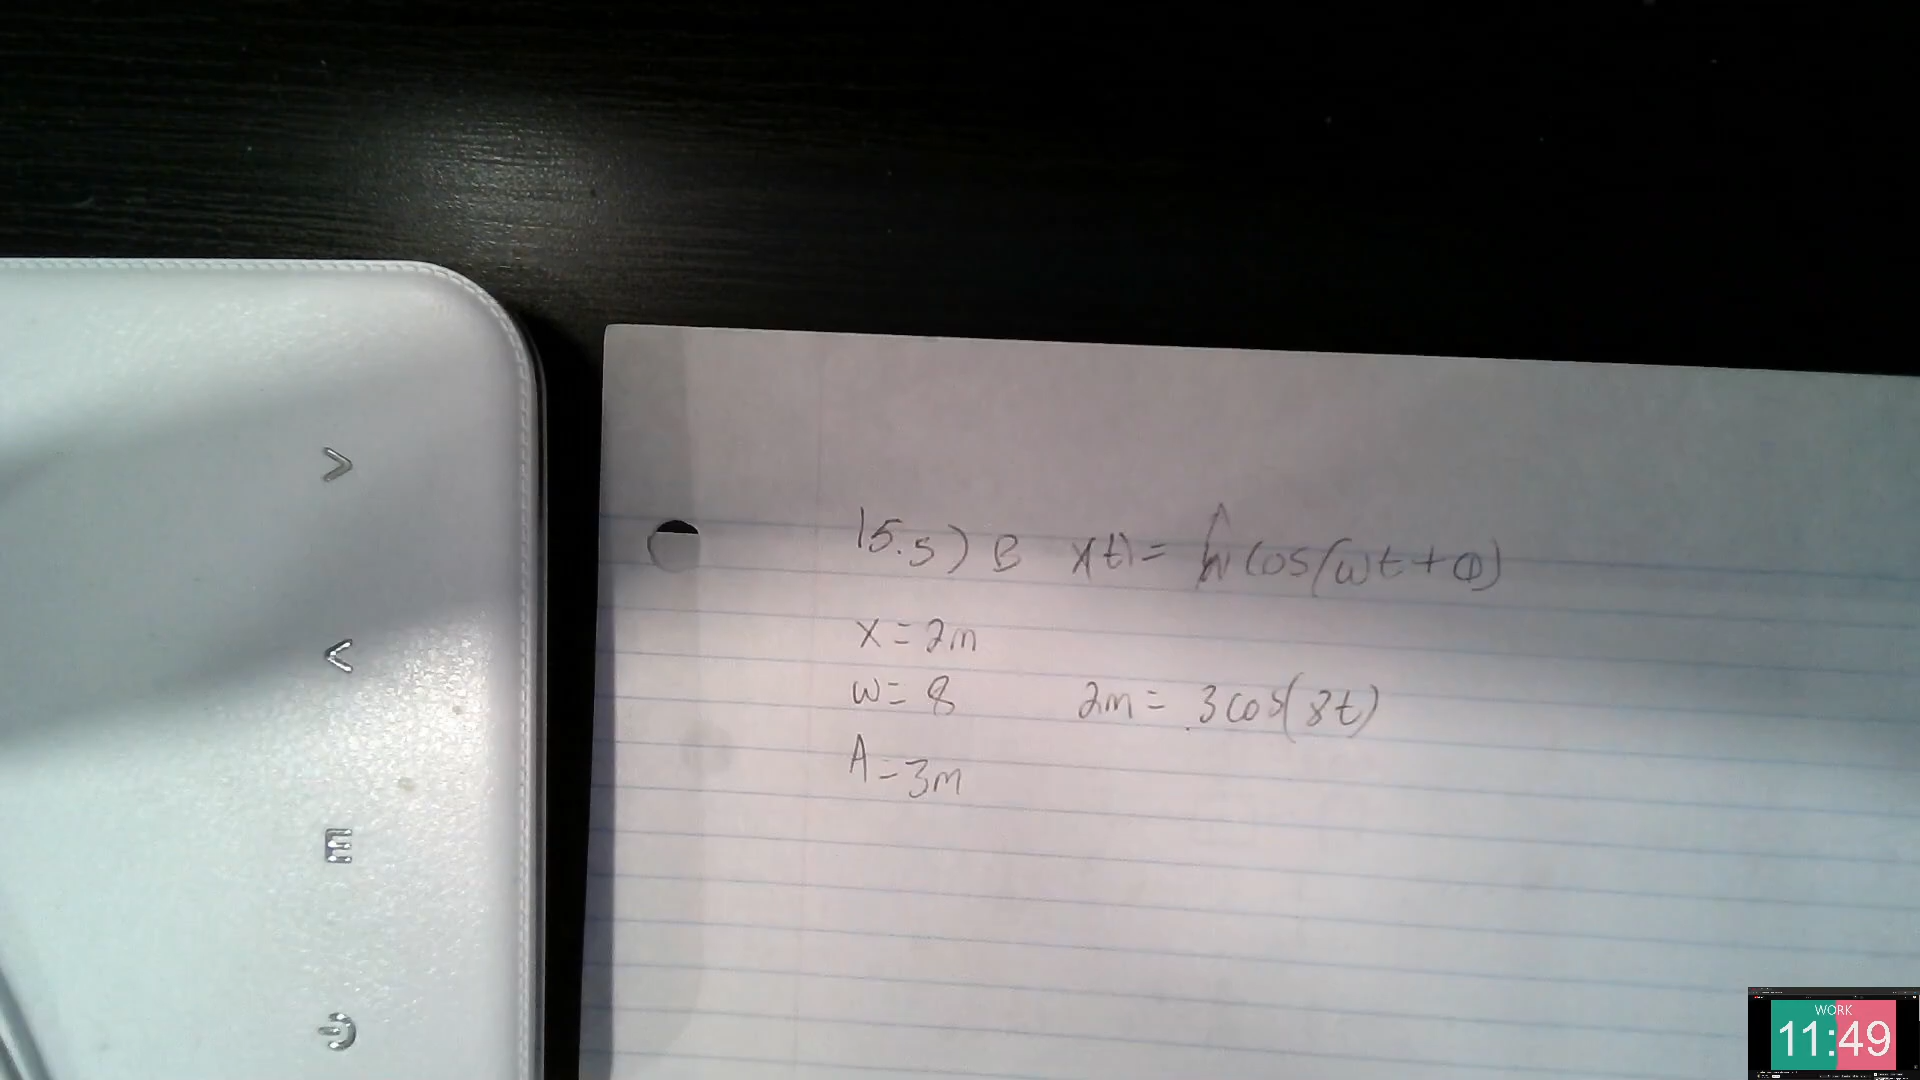 15.5) B x(t) = A cos(ωt + φ)
x = 2m
ω = 8 2m = 3cos(8t)
A = 3m
WORK
11:49